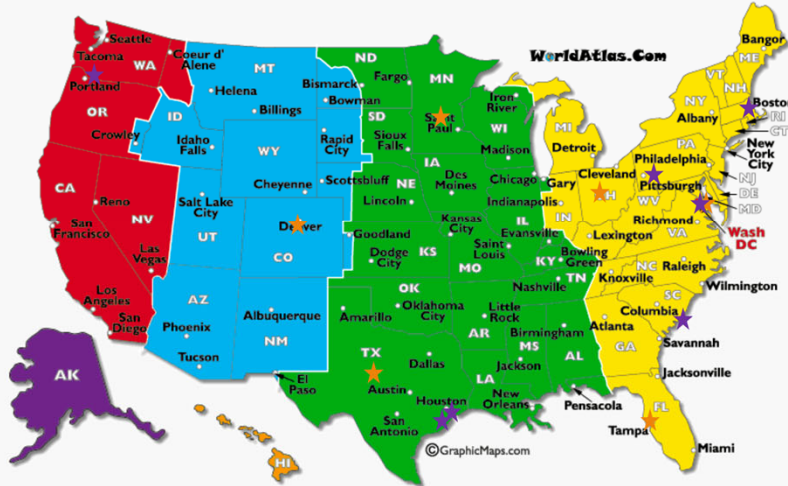 WorldAtlas.Com
Seattle
Tacoma
WA
Portland
OR
Crowley
CA
Reno
NV
San
Francisco
Las
Vegas
Los
Angeles
San
Diego
Coeur d'
Alene
MT
Helena
Billings
ID
Idaho
Falls
WY
Cheyenne
Salt Lake
City
UT
Denver
CO
AZ
Phoenix
Tucson
Albuquerque
NM
El
Paso
Bismarck
Bowman
Rapid
City
Scottsbluff
Goodland
ND
Fargo
MN
Saint
Paul
SD
Sioux
Falls
Iron
River
WI
Madison
IA
Des
Moines
NE
Lincoln
Chicago
IL
Kansas
City
Saint
Louis
Evansville
Dodge
City
KS
MO
KY
Bowling
Green
TN
Nashville
OK
Oklahoma
City
Amarillo
Little
Rock
AR
Birmingham
MS
Jackson
AL
TX
Dallas
Austin
LA
Houston
New
Orleans
San
Antonio
Pensacola
MI
Detroit
Gary
Indianapolis
IN
Cleveland
H
Lexington
Bangor
ME
VT
NH
NY
Albany
Boston
RI
CT
New
York
City
PA
Philadelphia
Pittsburgh
NJ
DE
MD
WV
Richmond
VA
Wash
DC
NC
Raleigh
Knoxville
Wilmington
SC
Columbia
Atlanta
GA
Savannah
Jacksonville
FL
Tampa
Miami
AK
HI
©GraphicMaps.com